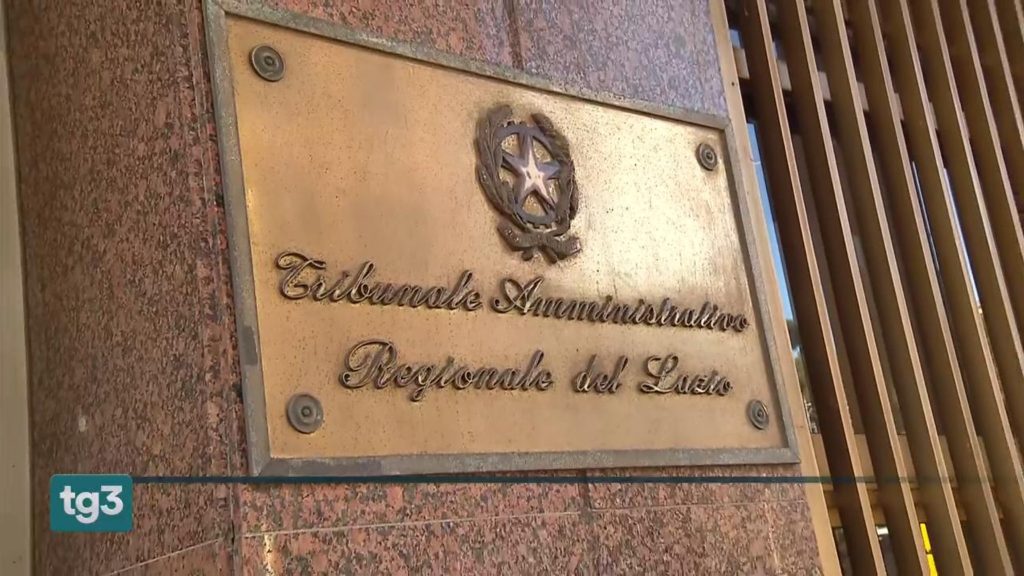 Tribunale Amministrativo
Regionale del Lazio
tg3